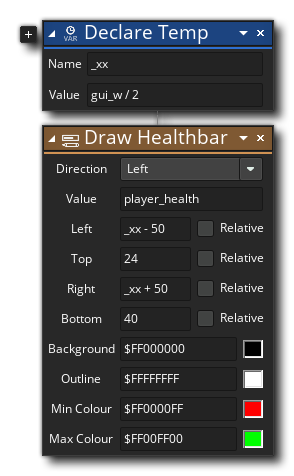 Declare Temp
VAR
Name _xx
Value gui_w / 2
Draw Healthbar
Direction Left
Value player_health
Left _xx - 50 Relative
Top 24 Relative
Right _xx + 50 Relative
Bottom 40 Relative
Background $FF000000
Outline $FFFFFFFF
Min Colour $FF0000FF
Max Colour $FF00FF00